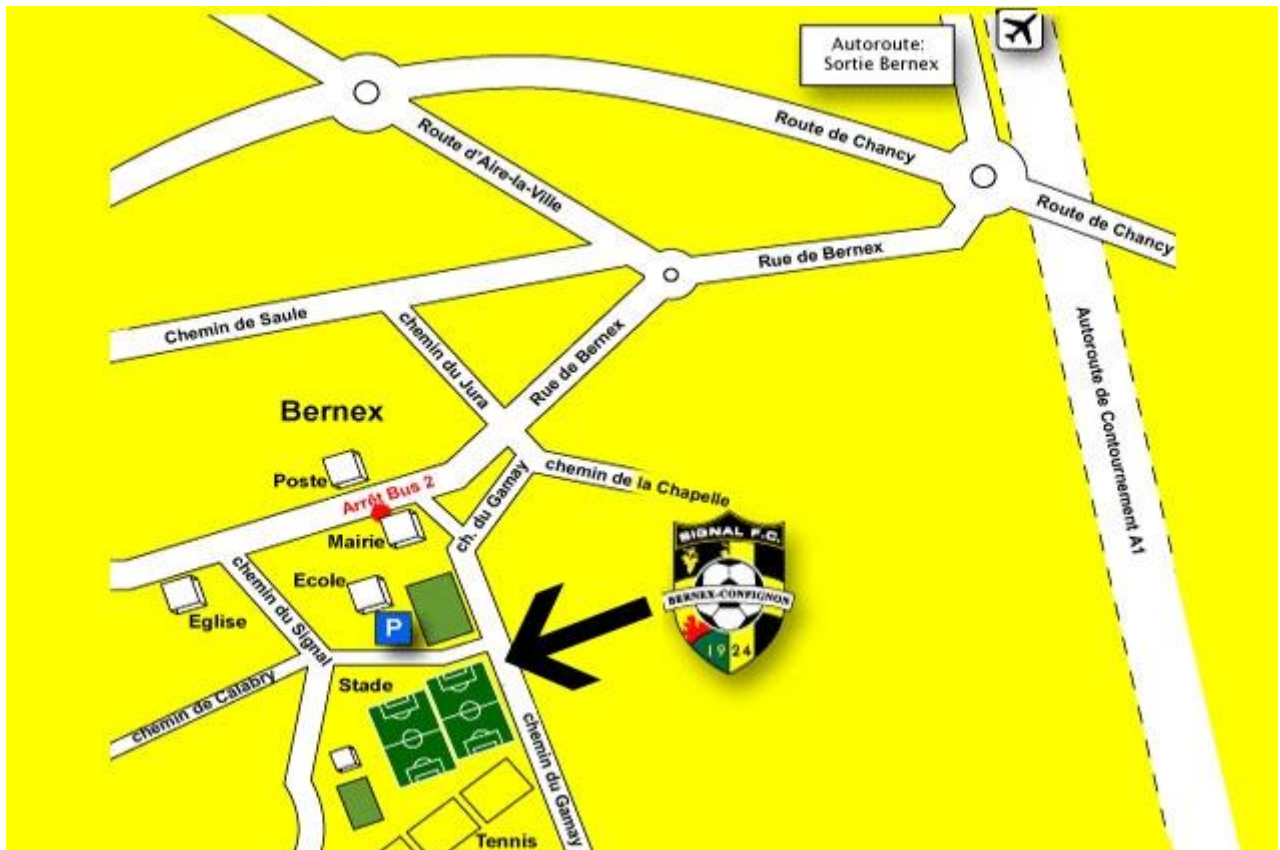 Autoroute:
Sortie Bernex
Route de Chancy
Route d'Aire-la-Ville
Route de Chancy
Rue de Bernex
Chemin de Saule
chemin du Jura
Rue de Bernex
Autoroute de Contournement A1
Bernex
Poste
Arrêt Bus 2
chemin de la Chapelle
ch. du Gamay
Mairie
SIGNAL F.C.
BERNEX-CONFIGNON
1924
Ecole
Eglise
chemin du Signal
P
Stade
chemin de Calabry
chemin du Gamay
Tennis